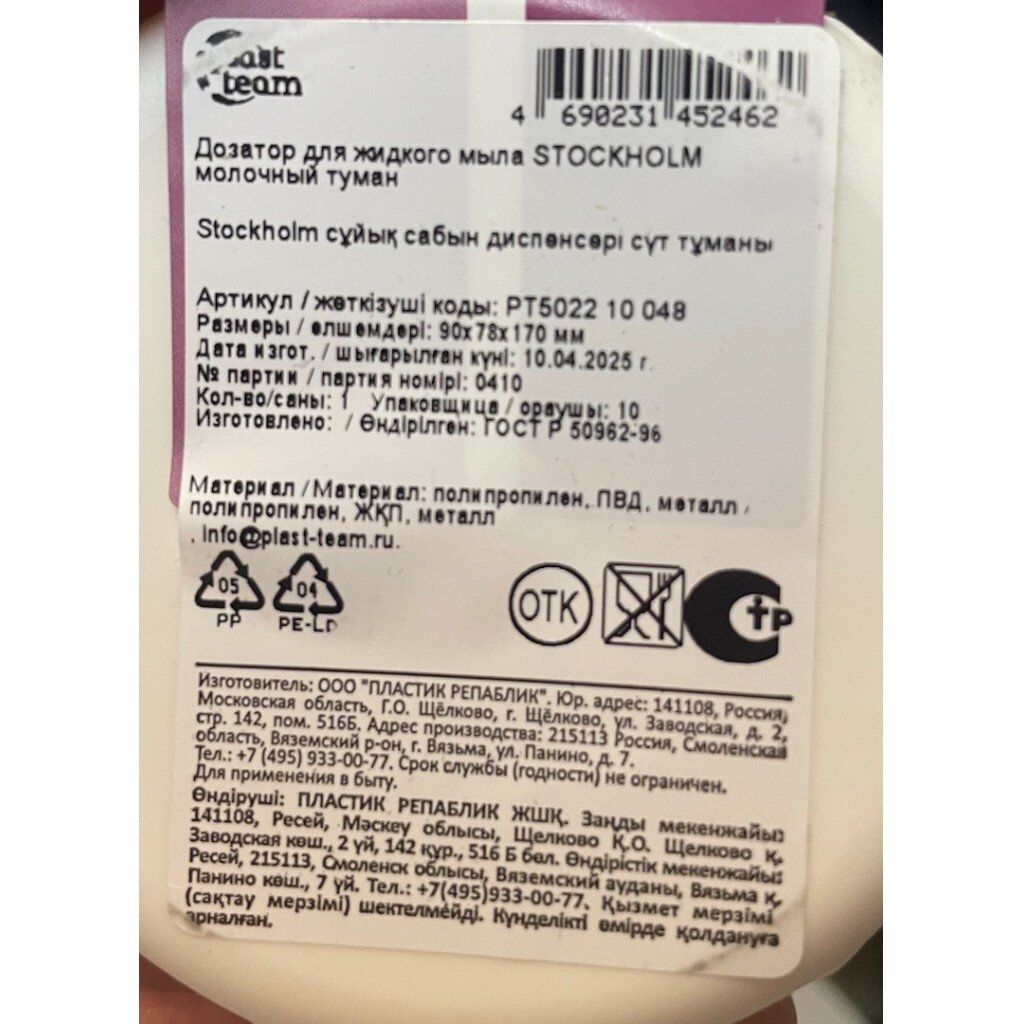 plast
team
4 690231 452462
Дозатор для жидкого мыла STOCKHOLM
молочный туман
Stockholm сұйық сабын диспенсері сүт тұманы
Артикул / жеткізуші коды: PT5022 10 048
Размеры / өлшемдері: 90x78x170 мм
Дата изгот. / шығарылған күні: 10.04.2025 г.
№ партии / партия номірі: 0410
Кол-во/саны: 1 Упаковщица / ораушы: 10
Изготовлено: / Өндірілген: ГОСТ Р 50962-96
Материал / Материал: полипропилен, ПВД, металл /
полипропилен, ЖҚП, металл
. info@plast-team.ru.
05 04 ОТК
PP PE-LD
Изготовитель: ООО "ПЛАСТИК РЕПАБЛИК". Юр. адрес: 141108, Россия,
Московская область, Г.О. Щёлково, г. Щёлково, ул. Заводская, д. 2,
стр. 142, пом. 516Б. Адрес производства: 215113 Россия, Смоленская
область, Вяземский р-он, г. Вязьма, ул. Панино, д. 7.
Тел.: +7 (495) 933-00-77. Срок службы (годности) не ограничен.
Для применения в быту.
Өндіруші: ПЛАСТИК РЕПАБЛИК ЖШҚ. Заңды мекенжайы:
141108, Ресей, Мәскеу облысы, Щелково Қ.О. Щелково қ.
Заводская көш., 2 үй, 142 құр., 516 Б бөл. Өндірістік мекенжайы:
Ресей, 215113, Смоленск облысы, Вяземский ауданы, Вязьма қ.
Панино көш., 7 үй. Тел.: +7(495)933-00-77. Қызмет мерзімі
(сақтау мерзімі) шектелмейді. Күнделікті өмірде қолдануға
арналған.